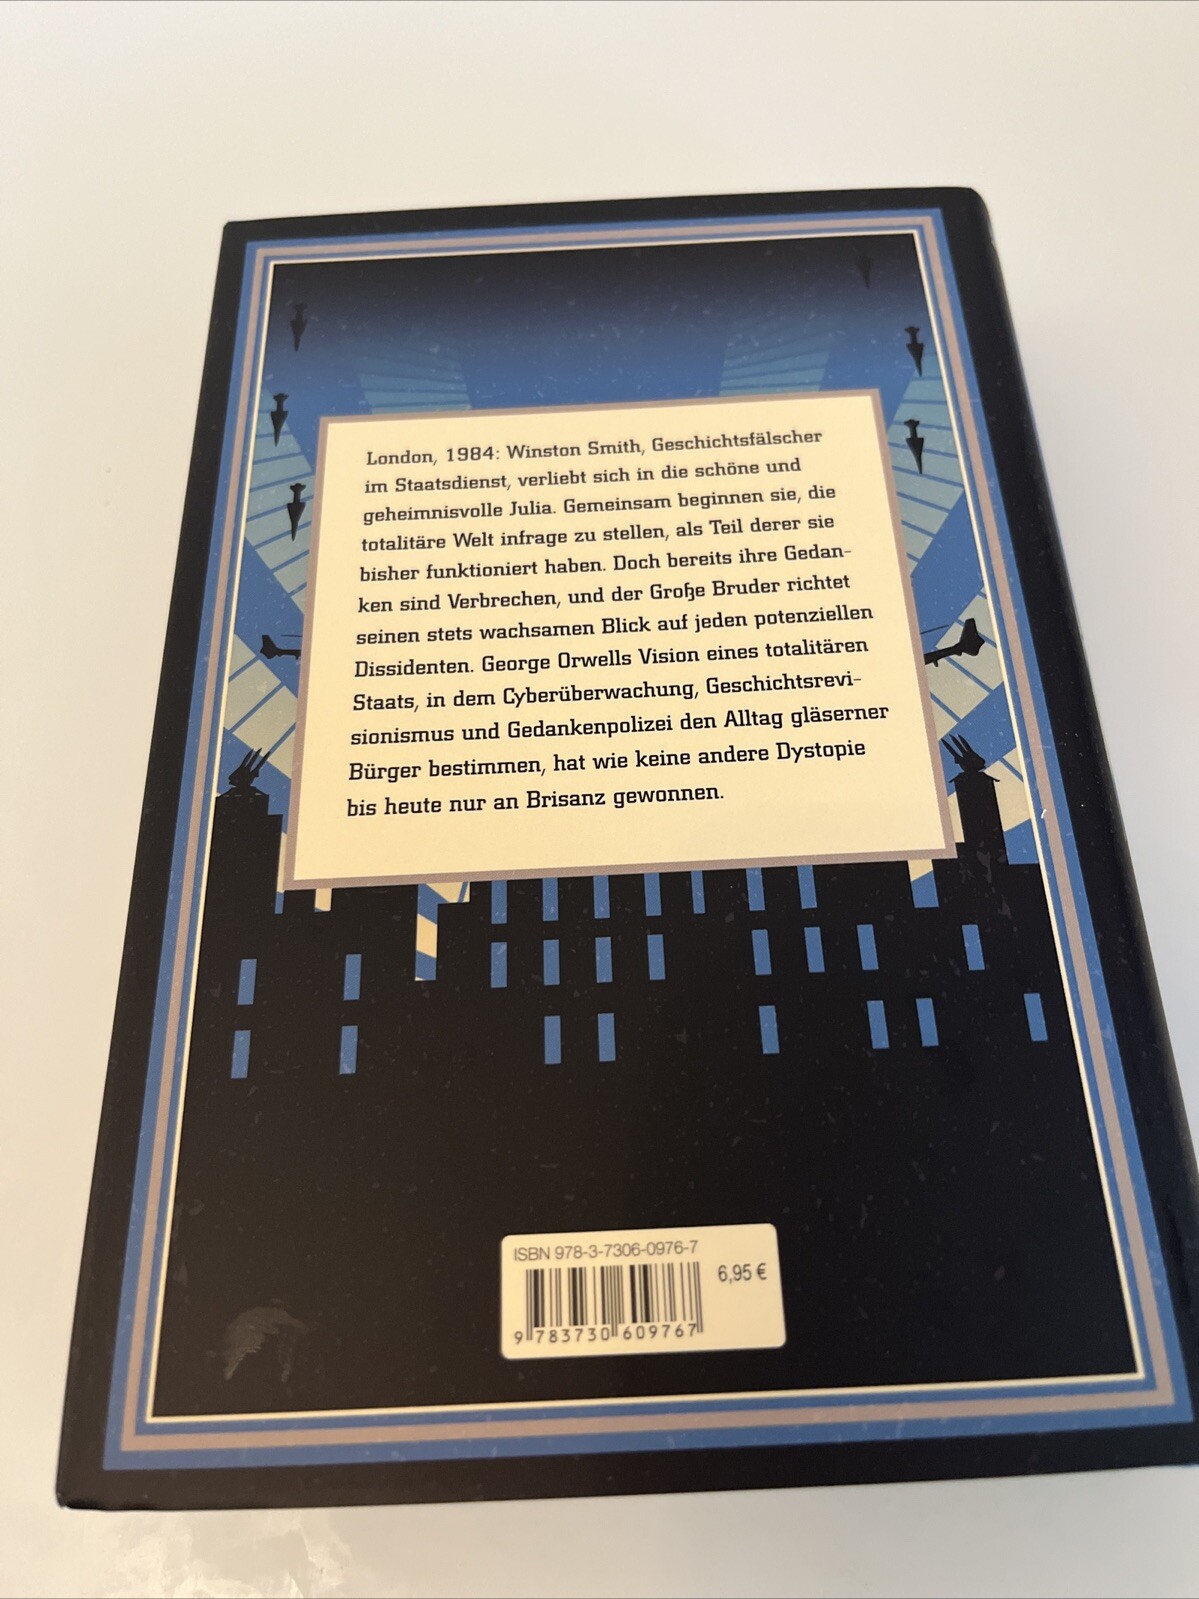 London, 1984: Winston Smith, Geschichtsfälscher
im Staatsdienst, verliebt sich in die schöne und
geheimnisvolle Julia. Gemeinsam beginnen sie, die
totalitäre Welt infrage zu stellen, als Teil derer sie
bisher funktioniert haben. Doch bereits ihre Gedan-
ken sind Verbrechen, und der Große Bruder richtet
seinen stets wachsamen Blick auf jeden potenziellen
Dissidenten. George Orwells Vision eines totalitären
Staats, in dem Cyberüberwachung, Geschichtsrevi-
sionismus und Gedankenpolizei den Alltag gläserner
Bürger bestimmen, hat wie keine andere Dystopie
bis heute nur an Brisanz gewonnen.
ISBN 978-3-7306-0976-7
6,95 €
9 783730 609767